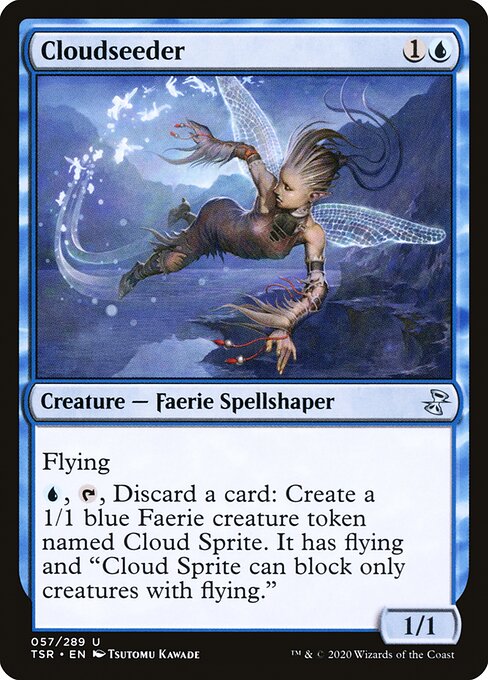 Cloudseeder 1
Creature — Faerie Spellshaper
Flying
, , Discard a card: Create a
1/1 blue Faerie creature token
named Cloud Sprite. It has flying
and “Cloud Sprite can block only
creatures with flying.”
1/1
057/289 U
TSR • EN Tsutomu Kawade
™ & © 2020 Wizards of the Coast